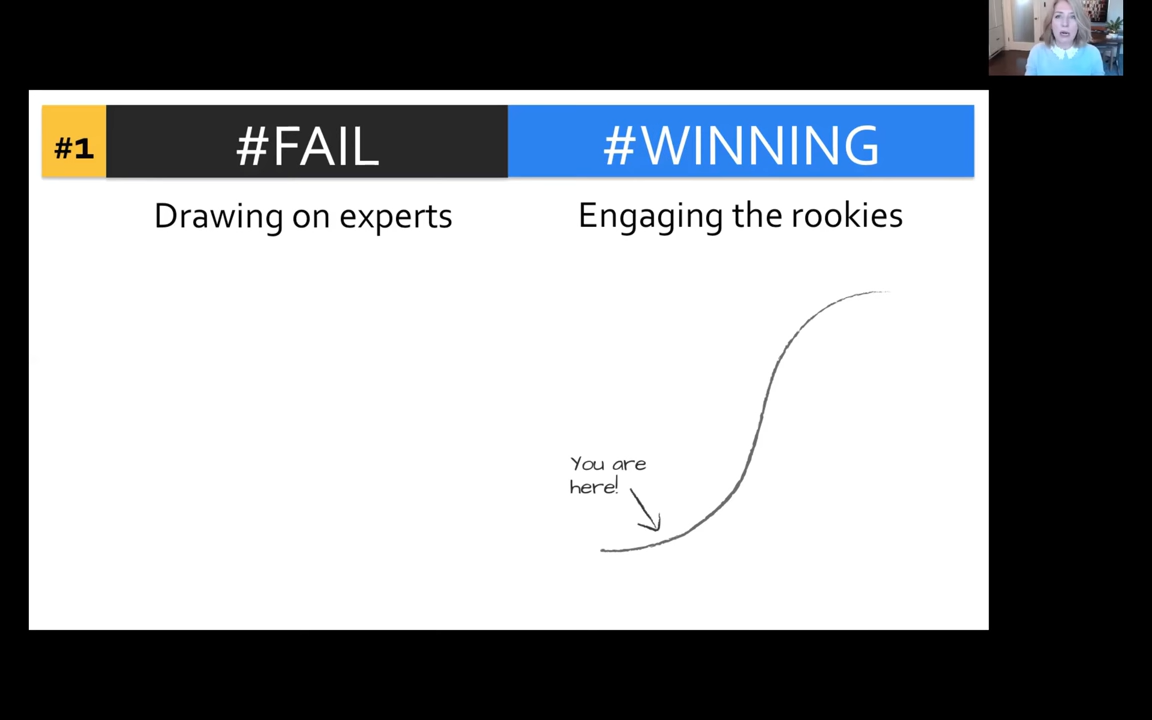 #1
#FAIL
#WINNING
Drawing on experts
Engaging the rookies
You are
here!